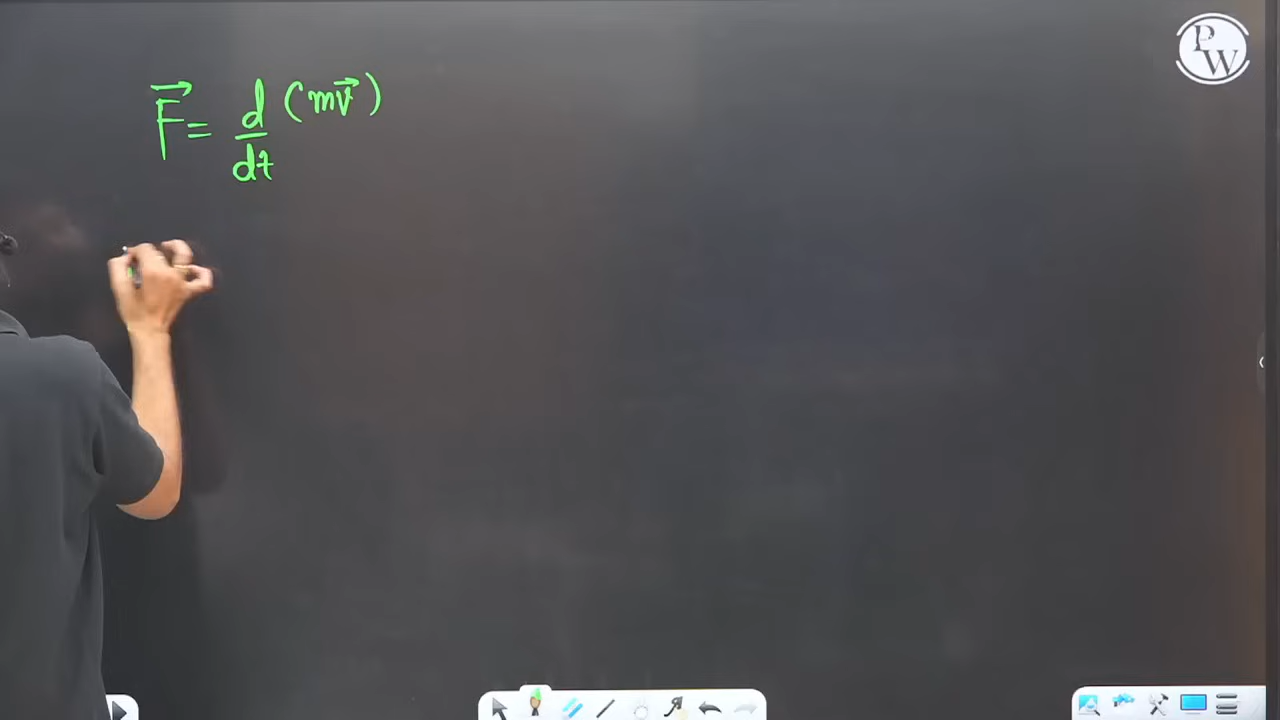 PW
F⃗ = d/dt (mv⃗)